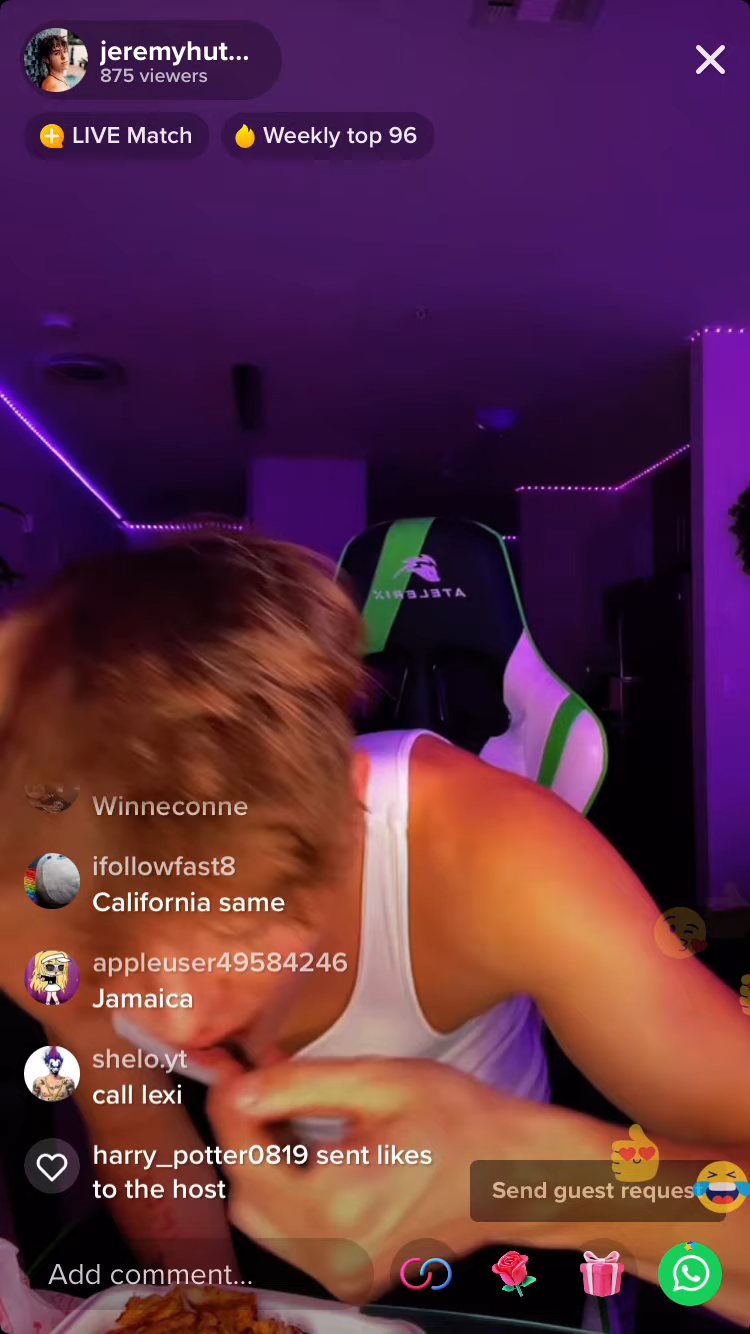 jeremyhut...
875 viewers
LIVE Match
Weekly top 96
ATELERIX
Winneconne
ifollowfast8
California same
appleuser49584246
Jamaica
shelo.yt
call lexi
harry_potter0819 sent likes
to the host
Send guest reques
Add comment...